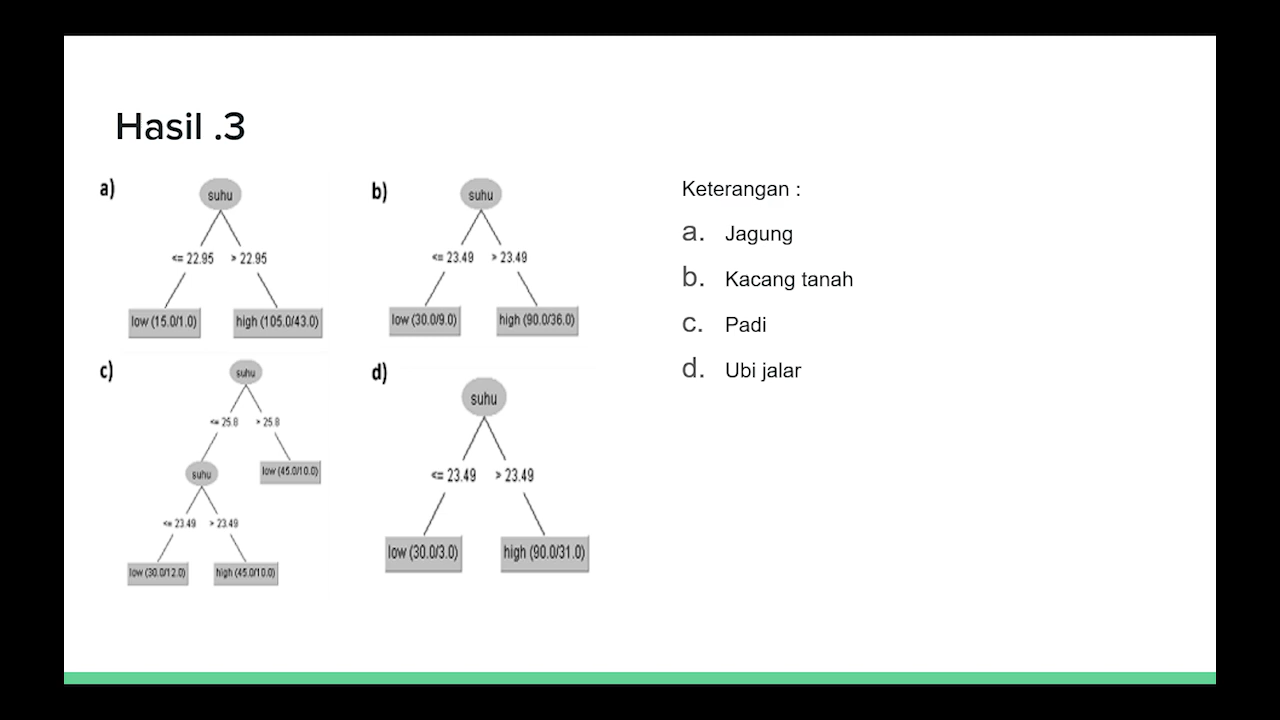 Hasil .3
a)
suhu
<= 22.95 > 22.95
low (15.0/1.0) high (105.0/43.0)
b)
suhu
<= 23.49 > 23.49
low (30.0/9.0) high (90.0/36.0)
c)
suhu
<= 25.8 > 25.8
suhu low (45.0/10.0)
<= 23.49 > 23.49
low (30.0/12.0) high (45.0/10.0)
d)
suhu
<= 23.49 > 23.49
low (30.0/3.0) high (90.0/31.0)
Keterangan :
a. Jagung
b. Kacang tanah
c. Padi
d. Ubi jalar